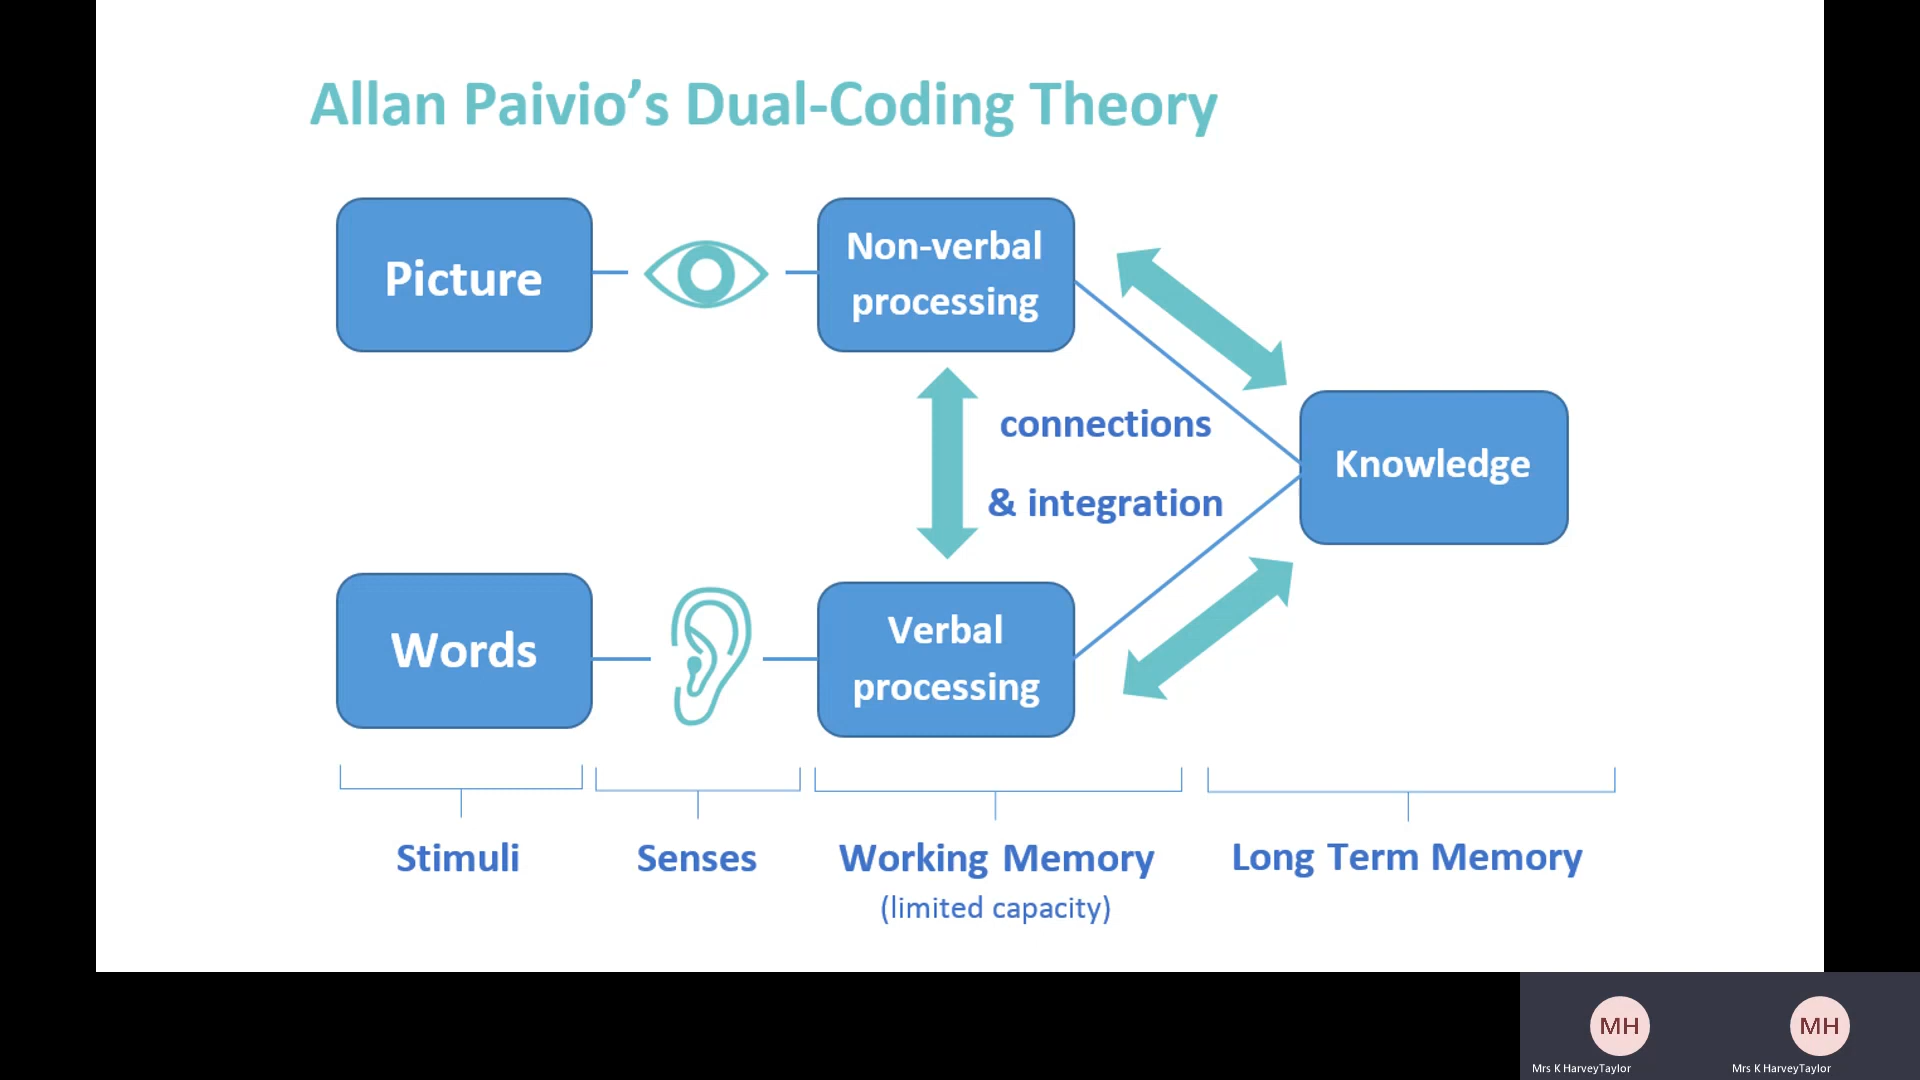 Allan Paivio’s Dual-Coding Theory
Picture
Non-verbal
processing
connections
& integration
Knowledge
Words
Verbal
processing
Stimuli
Senses
Working Memory
(limited capacity)
Long Term Memory
MH
Mrs K HarveyTaylor
MH
Mrs K HarveyTaylor